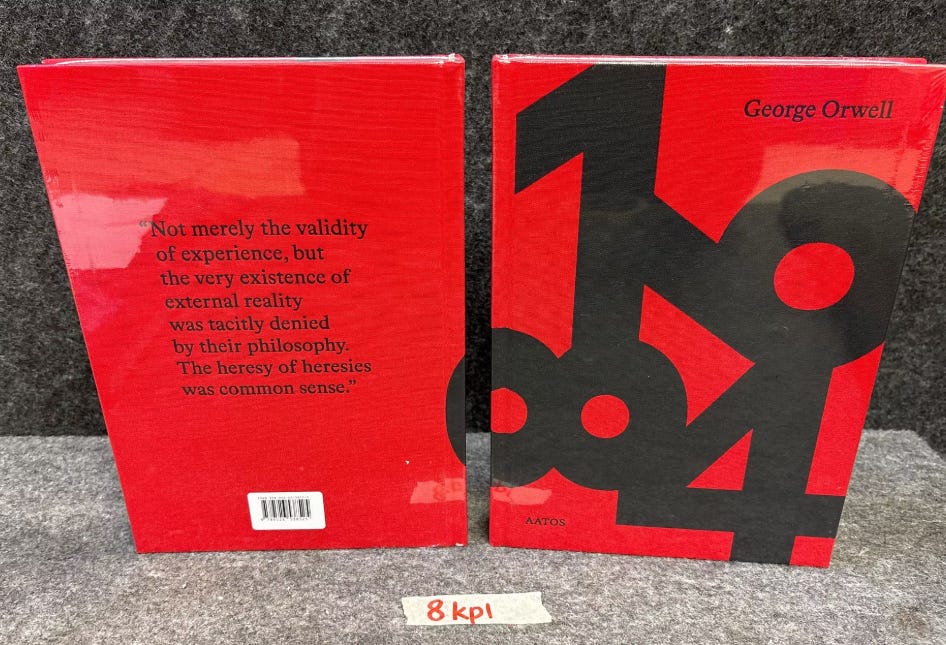 “Not merely the validity
of experience, but
the very existence of
external reality
was tacitly denied
by their philosophy.
The heresy of heresies
was common sense.”
George Orwell
1984
AATOS
8 kpl